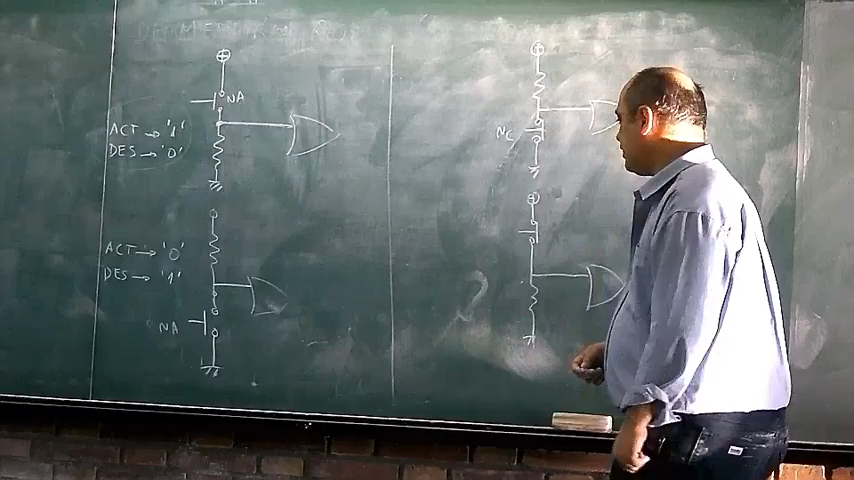 NA
ACT → '1'
DES → '0'
ACT → '0'
DES → '1'
NA
NC